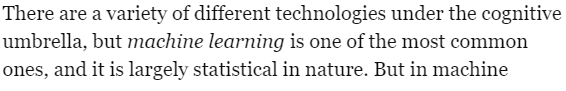 There are a variety of different technologies under the cognitive
umbrella, but machine learning is one of the most common
ones, and it is largely statistical in nature. But in machine